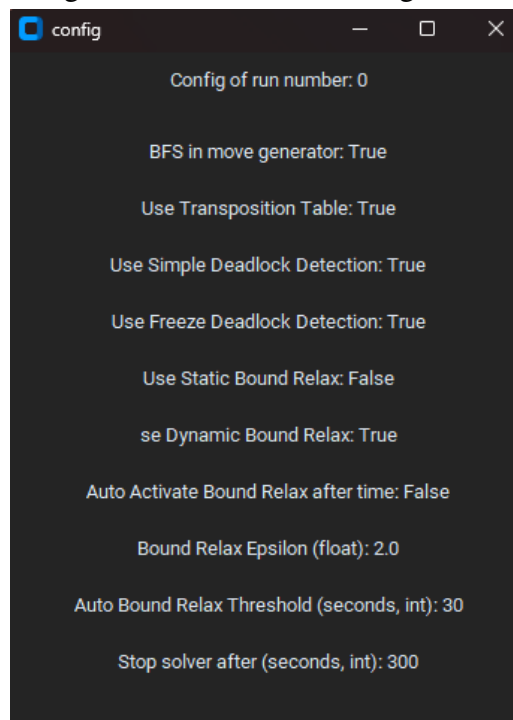 config
Config of run number: 0
BFS in move generator: True
Use Transposition Table: True
Use Simple Deadlock Detection: True
Use Freeze Deadlock Detection: True
Use Static Bound Relax: False
se Dynamic Bound Relax: True
Auto Activate Bound Relax after time: False
Bound Relax Epsilon (float): 2.0
Auto Bound Relax Threshold (seconds, int): 30
Stop solver after (seconds, int): 300